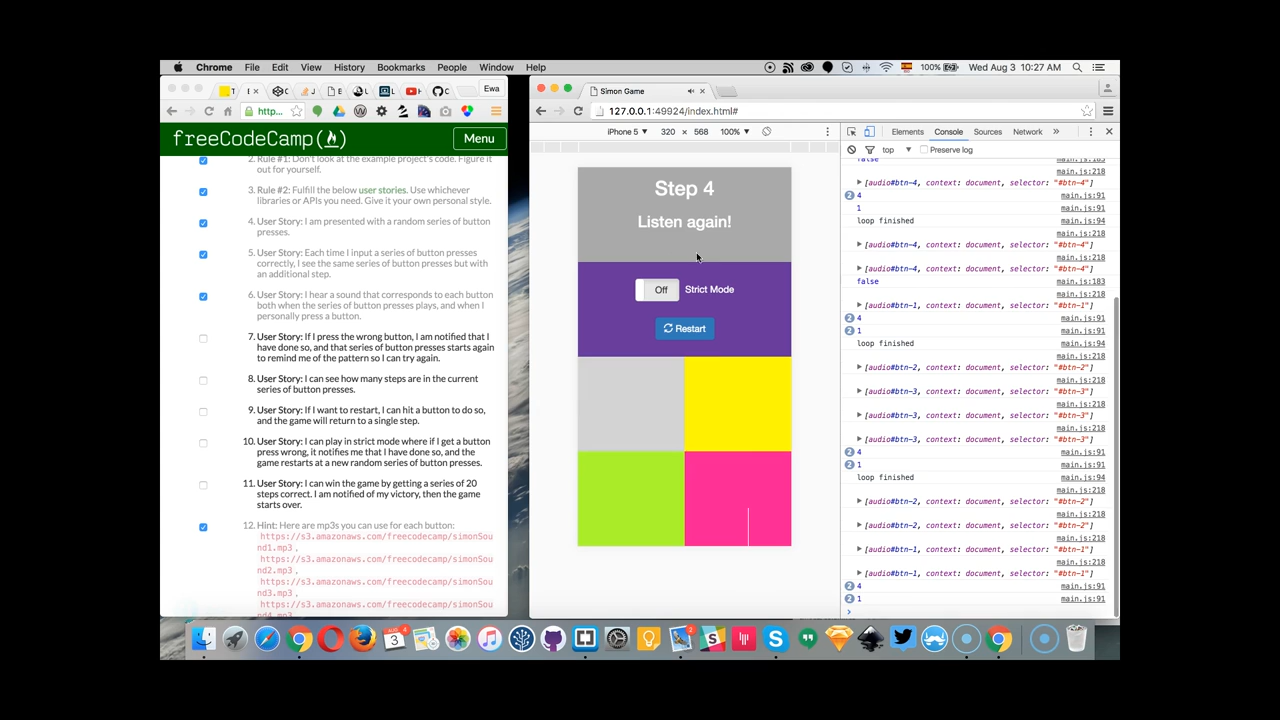 Chrome File Edit View History Bookmarks People Window Help 100% Wed Aug 3 10:27 AM
Ewa
http...
freeCodeCamp( )
Menu
2. Rule #1: Don't look at the example project's code. Figure it
out for yourself.
3. Rule #2: Fulfill the below user stories. Use whichever
libraries or APIs you need. Give it your own personal style.
4. User Story: I am presented with a random series of button
presses.
5. User Story: Each time I input a series of button presses
correctly, I see the same series of button presses but with
an additional step.
6. User Story: I hear a sound that corresponds to each button
both when the series of button presses plays, and when I
personally press a button.
7. User Story: If I press the wrong button, I am notified that I
have done so, and that series of button presses starts again
to remind me of the pattern so I can try again.
8. User Story: I can see how many steps are in the current
series of button presses.
9. User Story: If I want to restart, I can hit a button to do so,
and the game will return to a single step.
10. User Story: I can play in strict mode where if I get a button
press wrong, it notifies me that I have done so, and the
game restarts at a new random series of button presses.
11. User Story: I can win the game by getting a series of 20
steps correct. I am notified of my victory, then the game
starts over.
12. Hint: Here are mp3s you can use for each button:
https://s3.amazonaws.com/freecodecamp/simonSou
nd1.mp3 ,
https://s3.amazonaws.com/freecodecamp/simonSou
nd2.mp3 ,
https://s3.amazonaws.com/freecodecamp/simonSou
nd3.mp3 ,
https://s3.amazonaws.com/freecodecamp/simonSou
Simon Game
127.0.0.1:49924/index.html#
iPhone 5 320 × 568 100%
Step 4
Listen again!
Off Strict Mode
Restart
Elements Console Sources Network »
top Preserve log
false main.js:183
main.js:218
[audio#btn-4, context: document, selector: "#btn-4"]
2 4 main.js:91
1 main.js:91
loop finished main.js:94
main.js:218
[audio#btn-4, context: document, selector: "#btn-4"]
main.js:218
[audio#btn-4, context: document, selector: "#btn-4"]
false main.js:183
main.js:218
[audio#btn-1, context: document, selector: "#btn-1"]
2 4 main.js:91
2 1 main.js:91
loop finished main.js:94
main.js:218
[audio#btn-2, context: document, selector: "#btn-2"]
main.js:218
[audio#btn-3, context: document, selector: "#btn-3"]
main.js:218
[audio#btn-3, context: document, selector: "#btn-3"]
main.js:218
[audio#btn-3, context: document, selector: "#btn-3"]
2 4 main.js:91
2 1 main.js:91
loop finished main.js:94
main.js:218
[audio#btn-2, context: document, selector: "#btn-2"]
main.js:218
[audio#btn-2, context: document, selector: "#btn-2"]
main.js:218
[audio#btn-1, context: document, selector: "#btn-1"]
main.js:218
[audio#btn-1, context: document, selector: "#btn-1"]
2 4 main.js:91
2 1 main.js:91